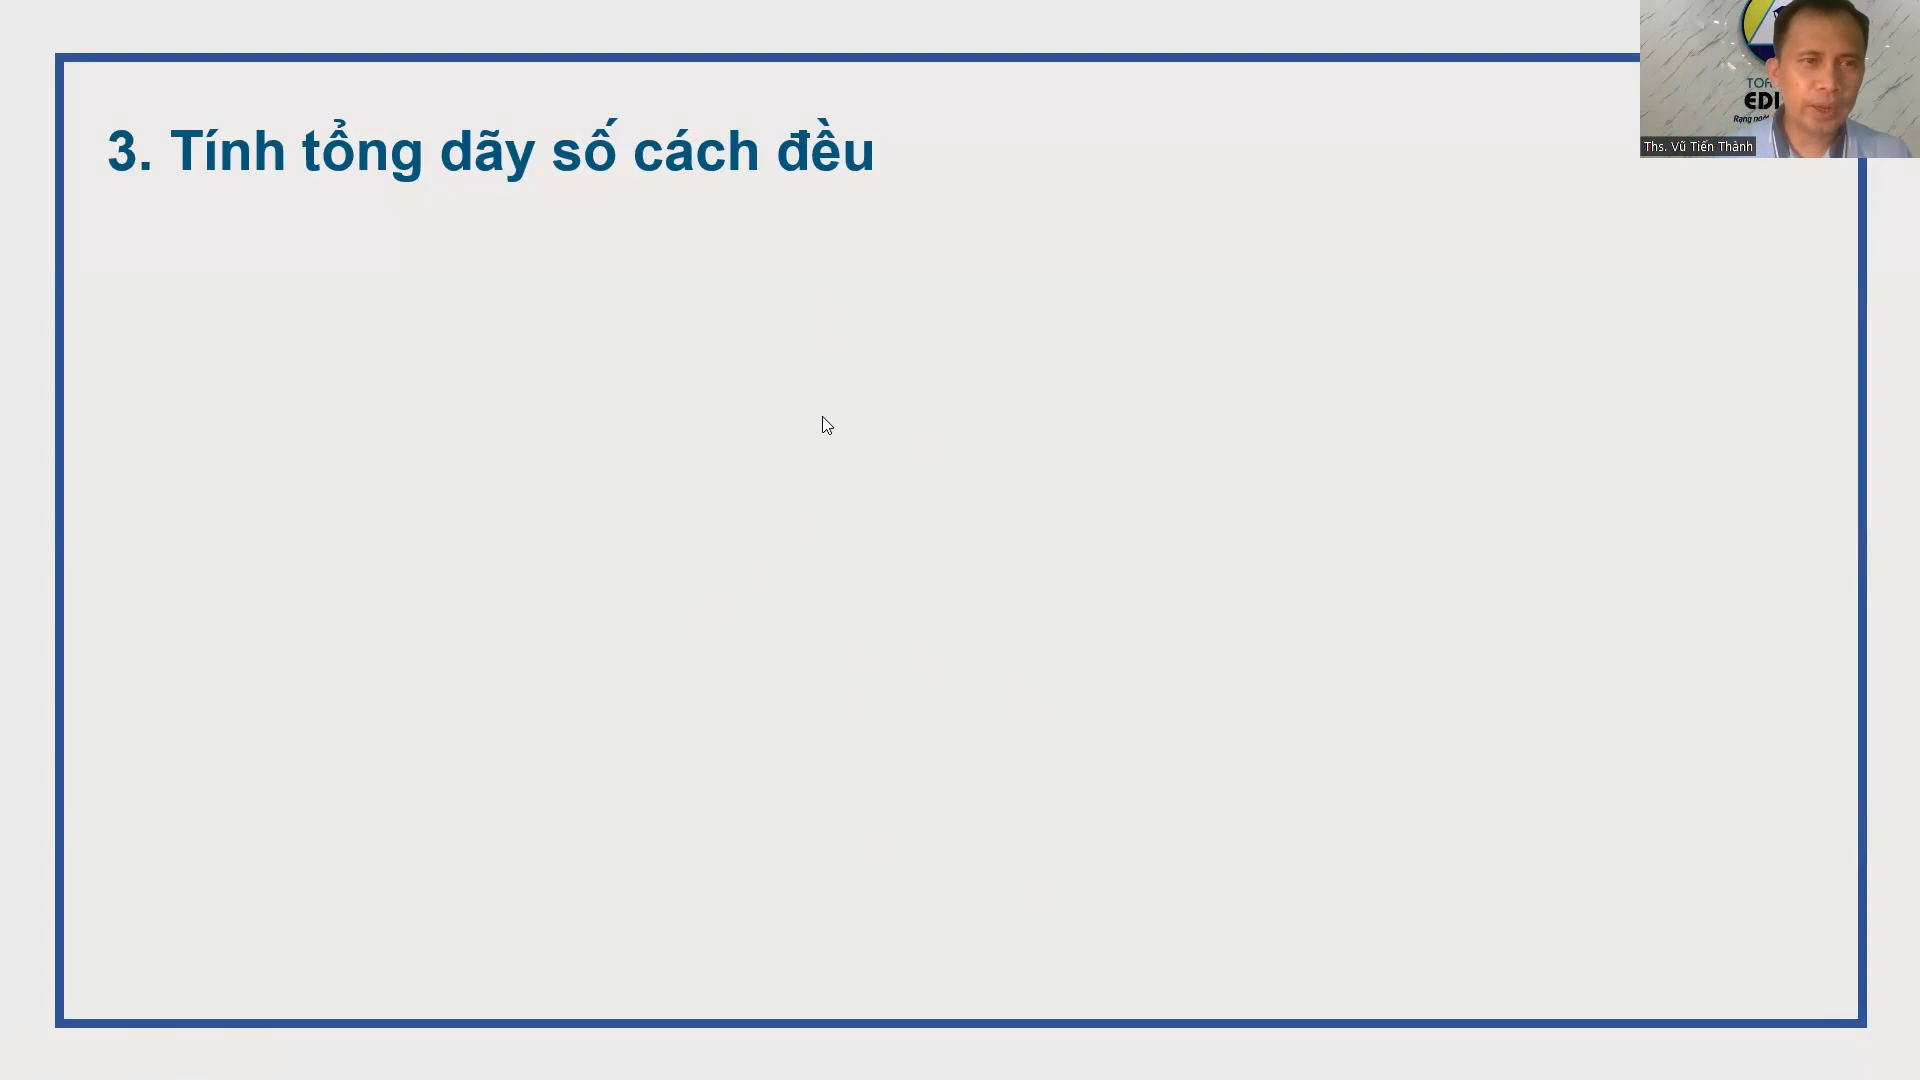 3. Tính tổng dãy số cách đều
EDI
Ths. Vũ Tiến Thành